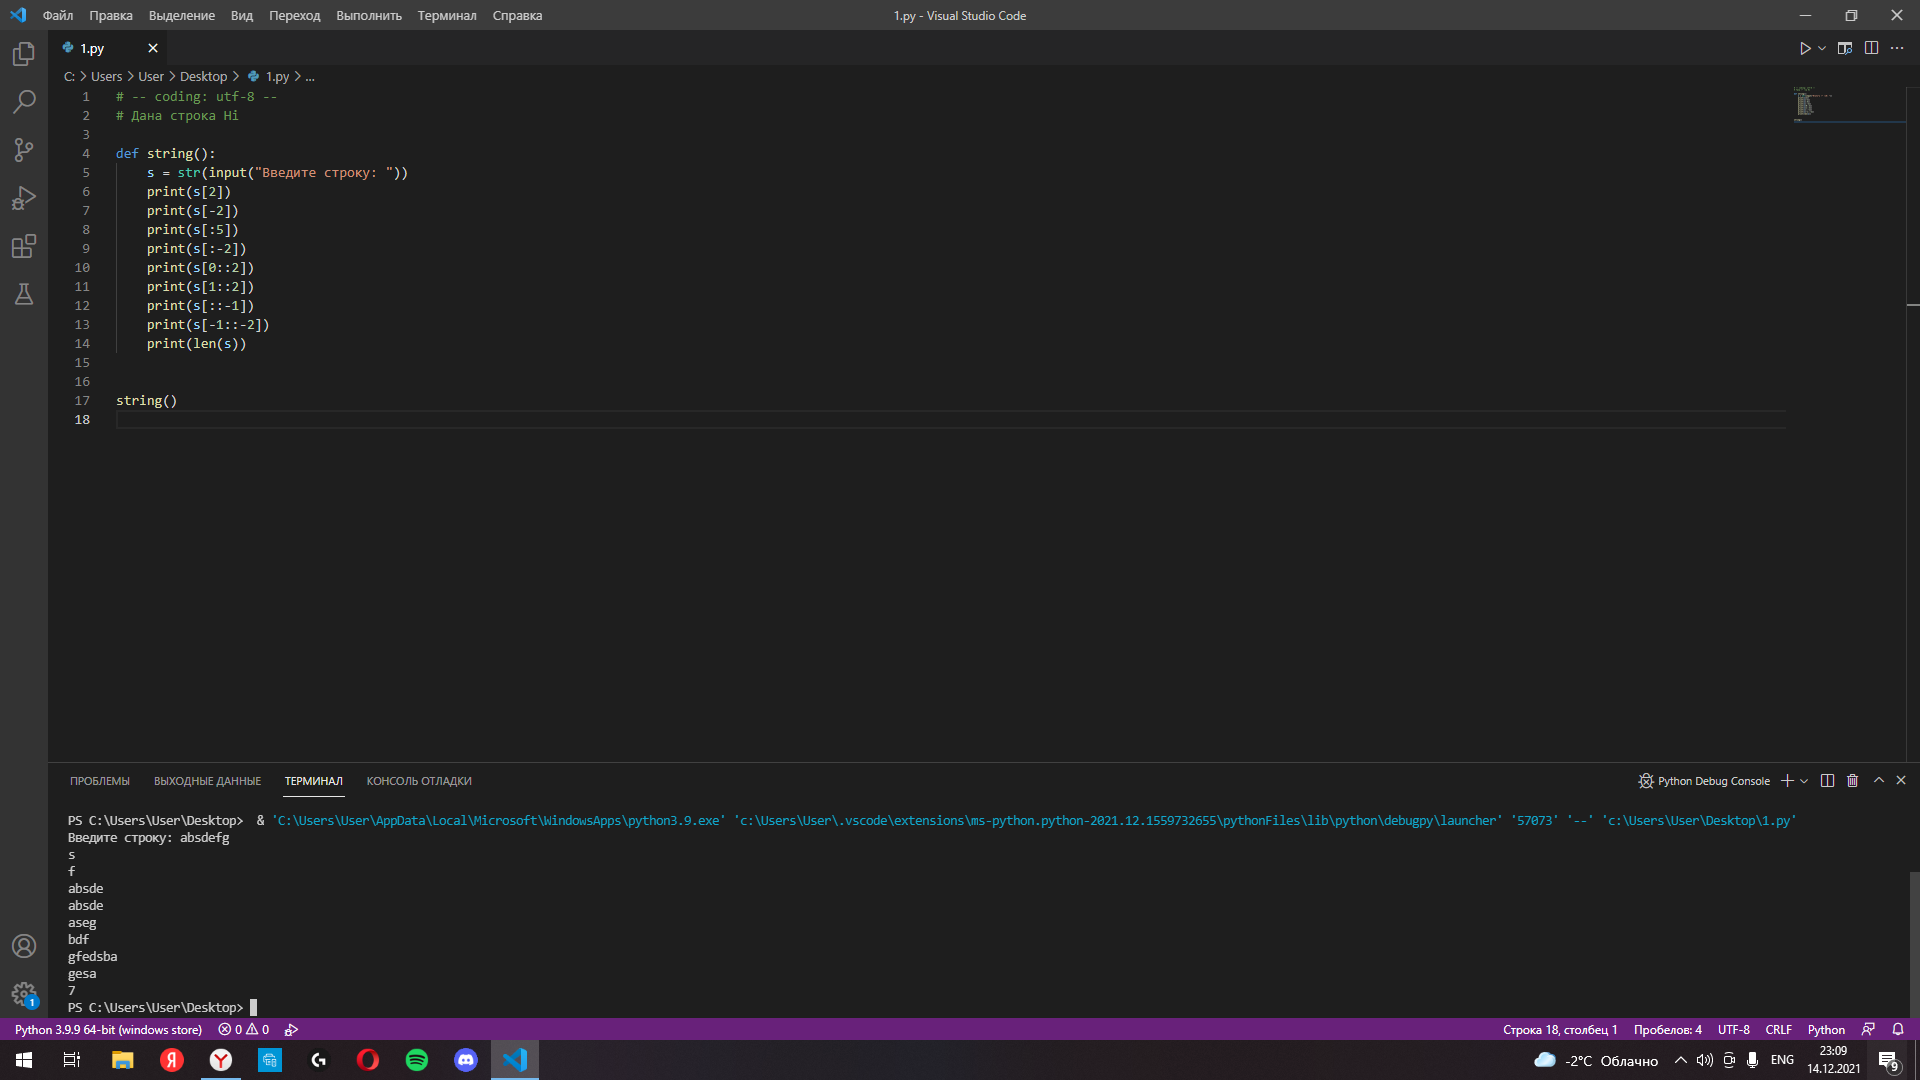 Файл Правка Выделение Вид Переход Выполнить Терминал Справка
1.py - Visual Studio Code
1.py
C: > Users > User > Desktop > 1.py > ...
1 # -- coding: utf-8 --
2 # Дана строка Hi
3
4 def string():
5 s = str(input("Введите строку: "))
6 print(s[2])
7 print(s[-2])
8 print(s[:5])
9 print(s[:-2])
10 print(s[0::2])
11 print(s[1::2])
12 print(s[::-1])
13 print(s[-1::-2])
14 print(len(s))
15
16
17 string()
18
ПРОБЛЕМЫ ВЫХОДНЫЕ ДАННЫЕ ТЕРМИНАЛ КОНСОЛЬ ОТЛАДКИ
Python Debug Console
PS C:\Users\User\Desktop> & 'C:\Users\User\AppData\Local\Microsoft\WindowsApps\python3.9.exe' 'c:\Users\User\.vscode\extensions\ms-python.python-2021.12.1559732655\pythonFiles\lib\python\debugpy\launcher' '57073' '--' 'c:\Users\User\Desktop\1.py'
Введите строку: absdefg
s
f
absde
absde
aseg
bdf
gfedsba
gesa
7
PS C:\Users\User\Desktop>
1
Python 3.9.9 64-bit (windows store) 0 0
Строка 18, столбец 1 Пробелов: 4 UTF-8 CRLF Python
-2°C Облачно ENG
23:09
14.12.2021
9